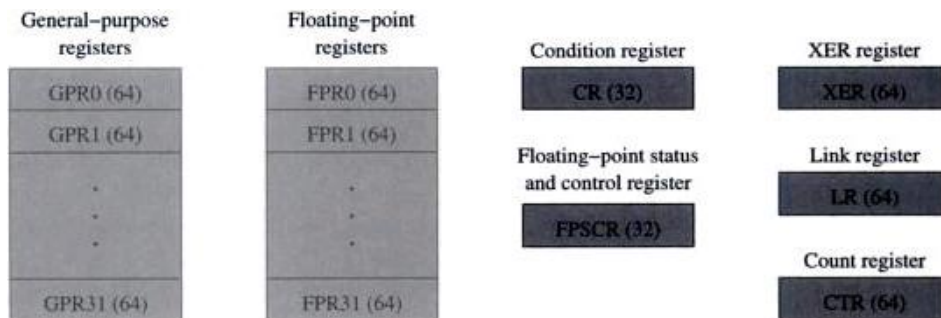 General–purpose
registers
GPR0 (64)
GPR1 (64)
.
.
.
GPR31 (64)
Floating–point
registers
FPR0 (64)
FPR1 (64)
.
.
.
FPR31 (64)
Condition register
CR (32)
Floating–point status
and control register
FPSCR (32)
XER register
XER (64)
Link register
LR (64)
Count register
CTR (64)